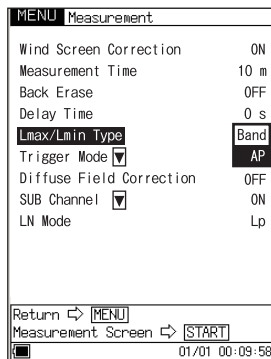 MENU Measurement
Wind Screen Correction ON
Measurement Time 10 m
Back Erase OFF
Delay Time 0 s
Lmax/Lmin Type Band
Trigger Mode ▼ AP
Diffuse Field Correction OFF
SUB Channel ▼ ON
LN Mode Lp
Return ⇨ MENU
Measurement Screen ⇨ START
01/01 00:09:58